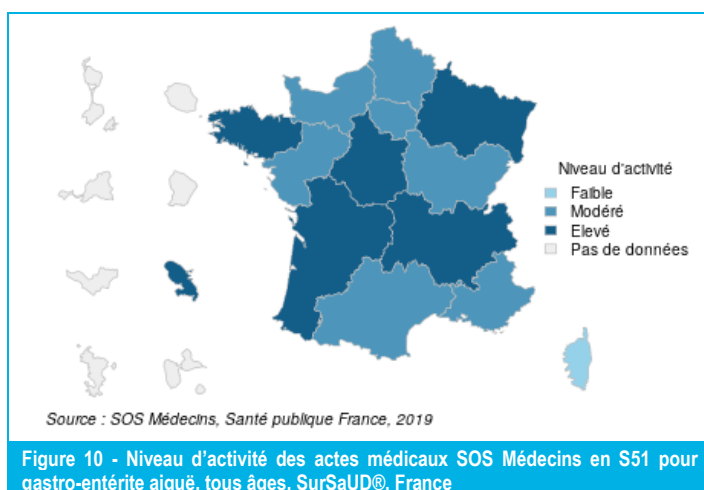 Niveau d'activité
Faible
Modéré
Elevé
Pas de données
Source : SOS Médecins, Santé publique France, 2019
Figure 10 - Niveau d'activité des actes médicaux SOS Médecins en S51 pour
gastro-entérite aiguë, tous âges, SurSaUD®, France